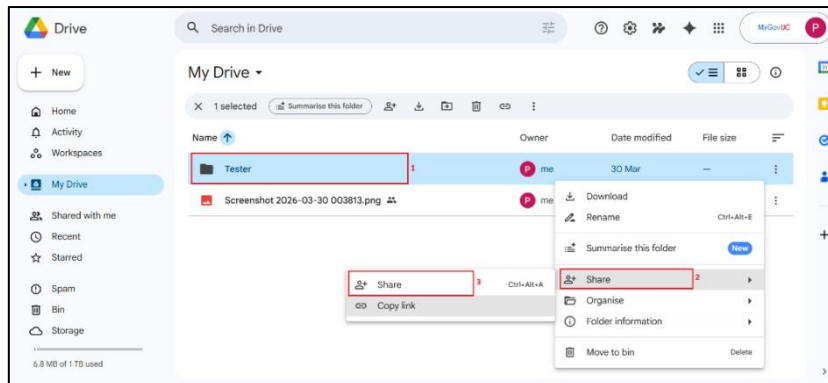 Drive
Search in Drive
MyGovUC
P
New
My Drive
1 selected
Summarise this folder
Home
Activity
Workspaces
My Drive
Shared with me
Recent
Starred
Spam
Bin
Storage
6.8 MB of 1 TB used
Name Owner Date modified File size
Tester 1 P me 30 Mar —
Screenshot 2026-03-30 003813.png P me
Download
Rename Ctrl+Alt+E
Summarise this folder New
Share 2
Organise
Folder information
Move to bin Delete
Share 3 Ctrl+Alt+A
Copy link